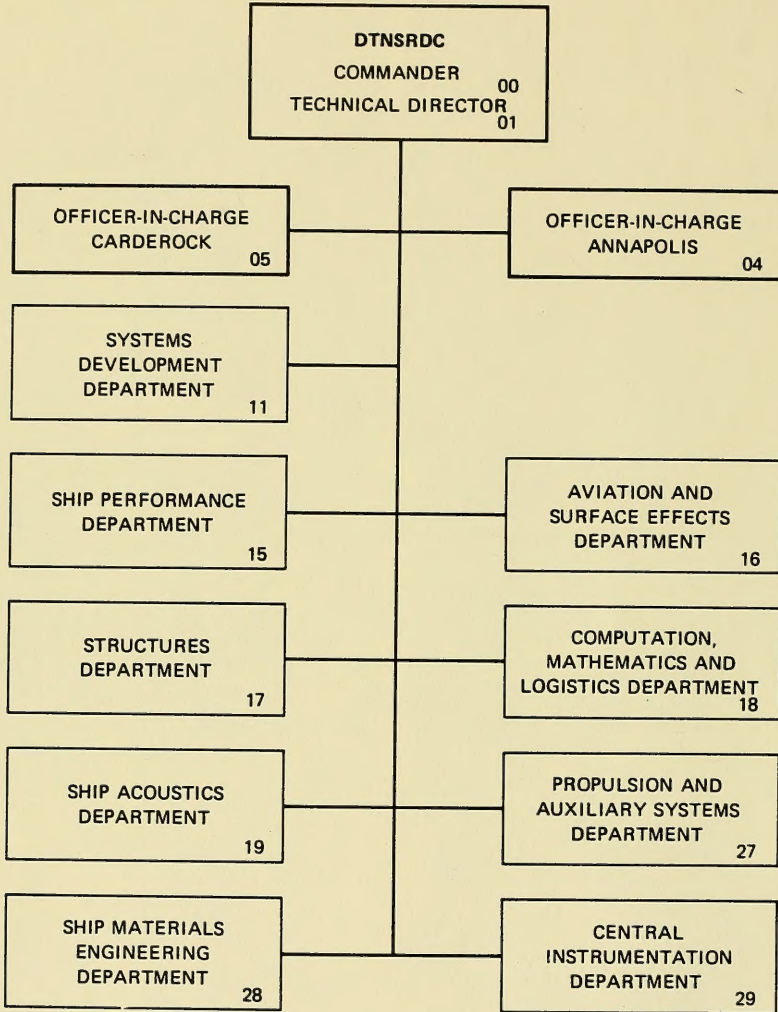 DTNSRDC
COMMANDER
00
TECHNICAL DIRECTOR
01
OFFICER-IN-CHARGE
CARDEROCK
05
OFFICER-IN-CHARGE
ANNAPOLIS
04
SYSTEMS
DEVELOPMENT
DEPARTMENT
11
SHIP PERFORMANCE
DEPARTMENT
15
AVIATION AND
SURFACE EFFECTS
DEPARTMENT
16
STRUCTURES
DEPARTMENT
17
COMPUTATION,
MATHEMATICS AND
LOGISTICS DEPARTMENT
18
SHIP ACOUSTICS
DEPARTMENT
19
PROPULSION AND
AUXILIARY SYSTEMS
DEPARTMENT
27
SHIP MATERIALS
ENGINEERING
DEPARTMENT
28
CENTRAL
INSTRUMENTATION
DEPARTMENT
29